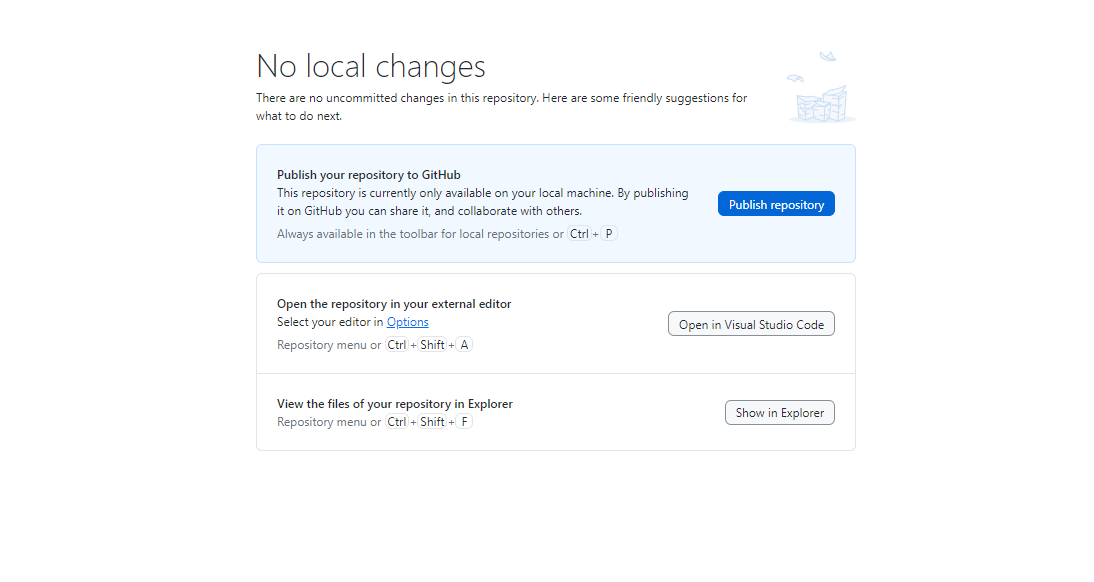 No local changes
There are no uncommitted changes in this repository. Here are some friendly suggestions for
what to do next.
Publish your repository to GitHub
This repository is currently only available on your local machine. By publishing
it on GitHub you can share it, and collaborate with others.
Always available in the toolbar for local repositories or Ctrl + P
Publish repository
Open the repository in your external editor
Select your editor in Options
Repository menu or Ctrl + Shift + A
Open in Visual Studio Code
View the files of your repository in Explorer
Repository menu or Ctrl + Shift + F
Show in Explorer